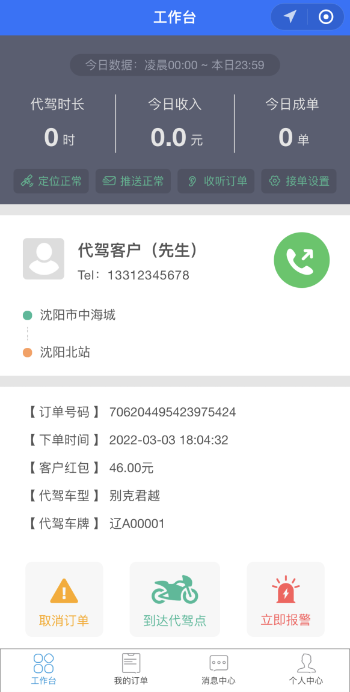 工作台
今日数据：凌晨00:00 ~ 本日23:59
代驾时长 今日收入 今日成单
0 时 0.0 元 0 单
定位正常 推送正常 收听订单 接单设置
代驾客户（先生）
Tel：13312345678
沈阳市中海城
沈阳北站
【 订单号码 】 706204495423975424
【 下单时间 】 2022-03-03 18:04:32
【 客户红包 】 46.00元
【 代驾车型 】 别克君越
【 代驾车牌 】 辽A00001
取消订单 到达代驾点 立即报警
工作台 我的订单 消息中心 个人中心